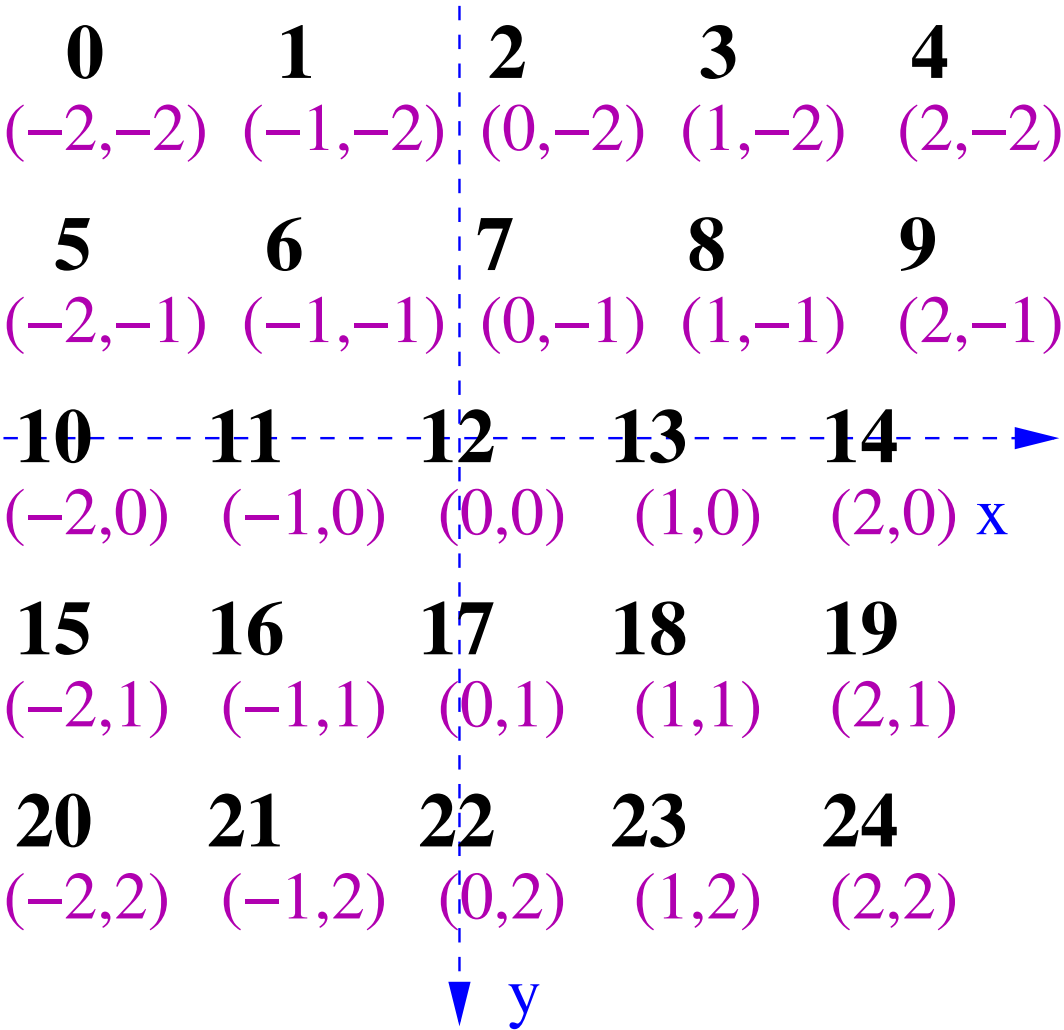 0 1 2 3 4
(−2,−2) (−1,−2) (0,−2) (1,−2) (2,−2)
5 6 7 8 9
(−2,−1) (−1,−1) (0,−1) (1,−1) (2,−1)
10 11 12 13 14
(−2,0) (−1,0) (0,0) (1,0) (2,0) x
15 16 17 18 19
(−2,1) (−1,1) (0,1) (1,1) (2,1)
20 21 22 23 24
(−2,2) (−1,2) (0,2) (1,2) (2,2)
y